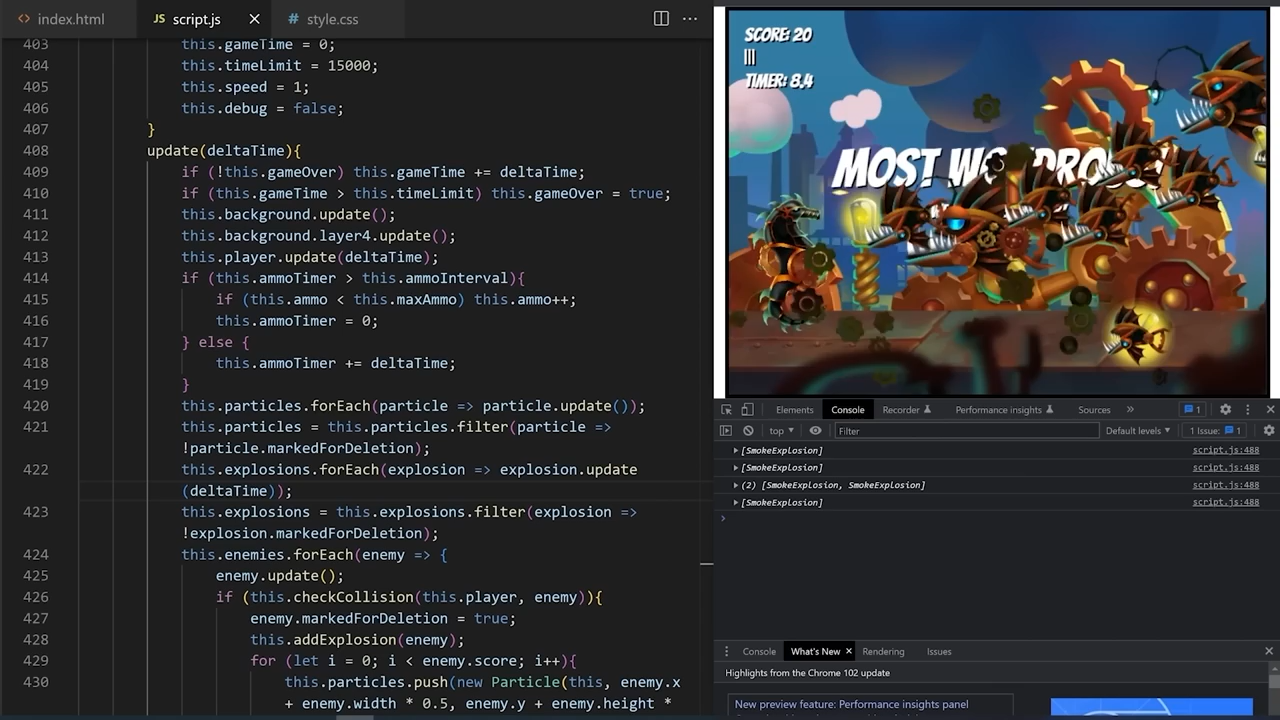 index.html
JS script.js
# style.css
403 this.gameTime = 0;
404 this.timeLimit = 15000;
405 this.speed = 1;
406 this.debug = false;
407 }
408 update(deltaTime){
409 if (!this.gameOver) this.gameTime += deltaTime;
410 if (this.gameTime > this.timeLimit) this.gameOver = true;
411 this.background.update();
412 this.background.layer4.update();
413 this.player.update(deltaTime);
414 if (this.ammoTimer > this.ammoInterval){
415 if (this.ammo < this.maxAmmo) this.ammo++;
416 this.ammoTimer = 0;
417 } else {
418 this.ammoTimer += deltaTime;
419 }
420 this.particles.forEach(particle => particle.update());
421 this.particles = this.particles.filter(particle =>
!particle.markedForDeletion);
422 this.explosions.forEach(explosion => explosion.update
(deltaTime));
423 this.explosions = this.explosions.filter(explosion =>
!explosion.markedForDeletion);
424 this.enemies.forEach(enemy => {
425 enemy.update();
426 if (this.checkCollision(this.player, enemy)){
427 enemy.markedForDeletion = true;
428 this.addExplosion(enemy);
429 for (let i = 0; i < enemy.score; i++){
430 this.particles.push(new Particle(this, enemy.x
+ enemy.width * 0.5, enemy.y + enemy.height *
SCORE: 20
TIMER: 8.4
MOST
Elements Console Recorder Performance insights Sources » 1
top Filter Default levels 1 Issue: 1
[SmokeExplosion] script.js:488
[SmokeExplosion] script.js:488
(2) [SmokeExplosion, SmokeExplosion] script.js:488
[SmokeExplosion] script.js:488
Console What's New Rendering Issues
Highlights from the Chrome 102 update
New preview feature: Performance insights panel